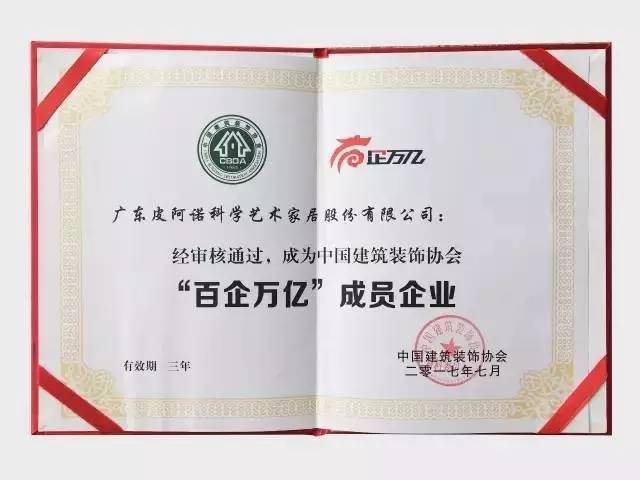 CBDA
百企万亿
广东皮阿诺科学艺术家居股份有限公司：
经审核通过，成为中国建筑装饰协会
“百企万亿”成员企业
有效期 三年
中国建筑装饰协会
二零一七年七月